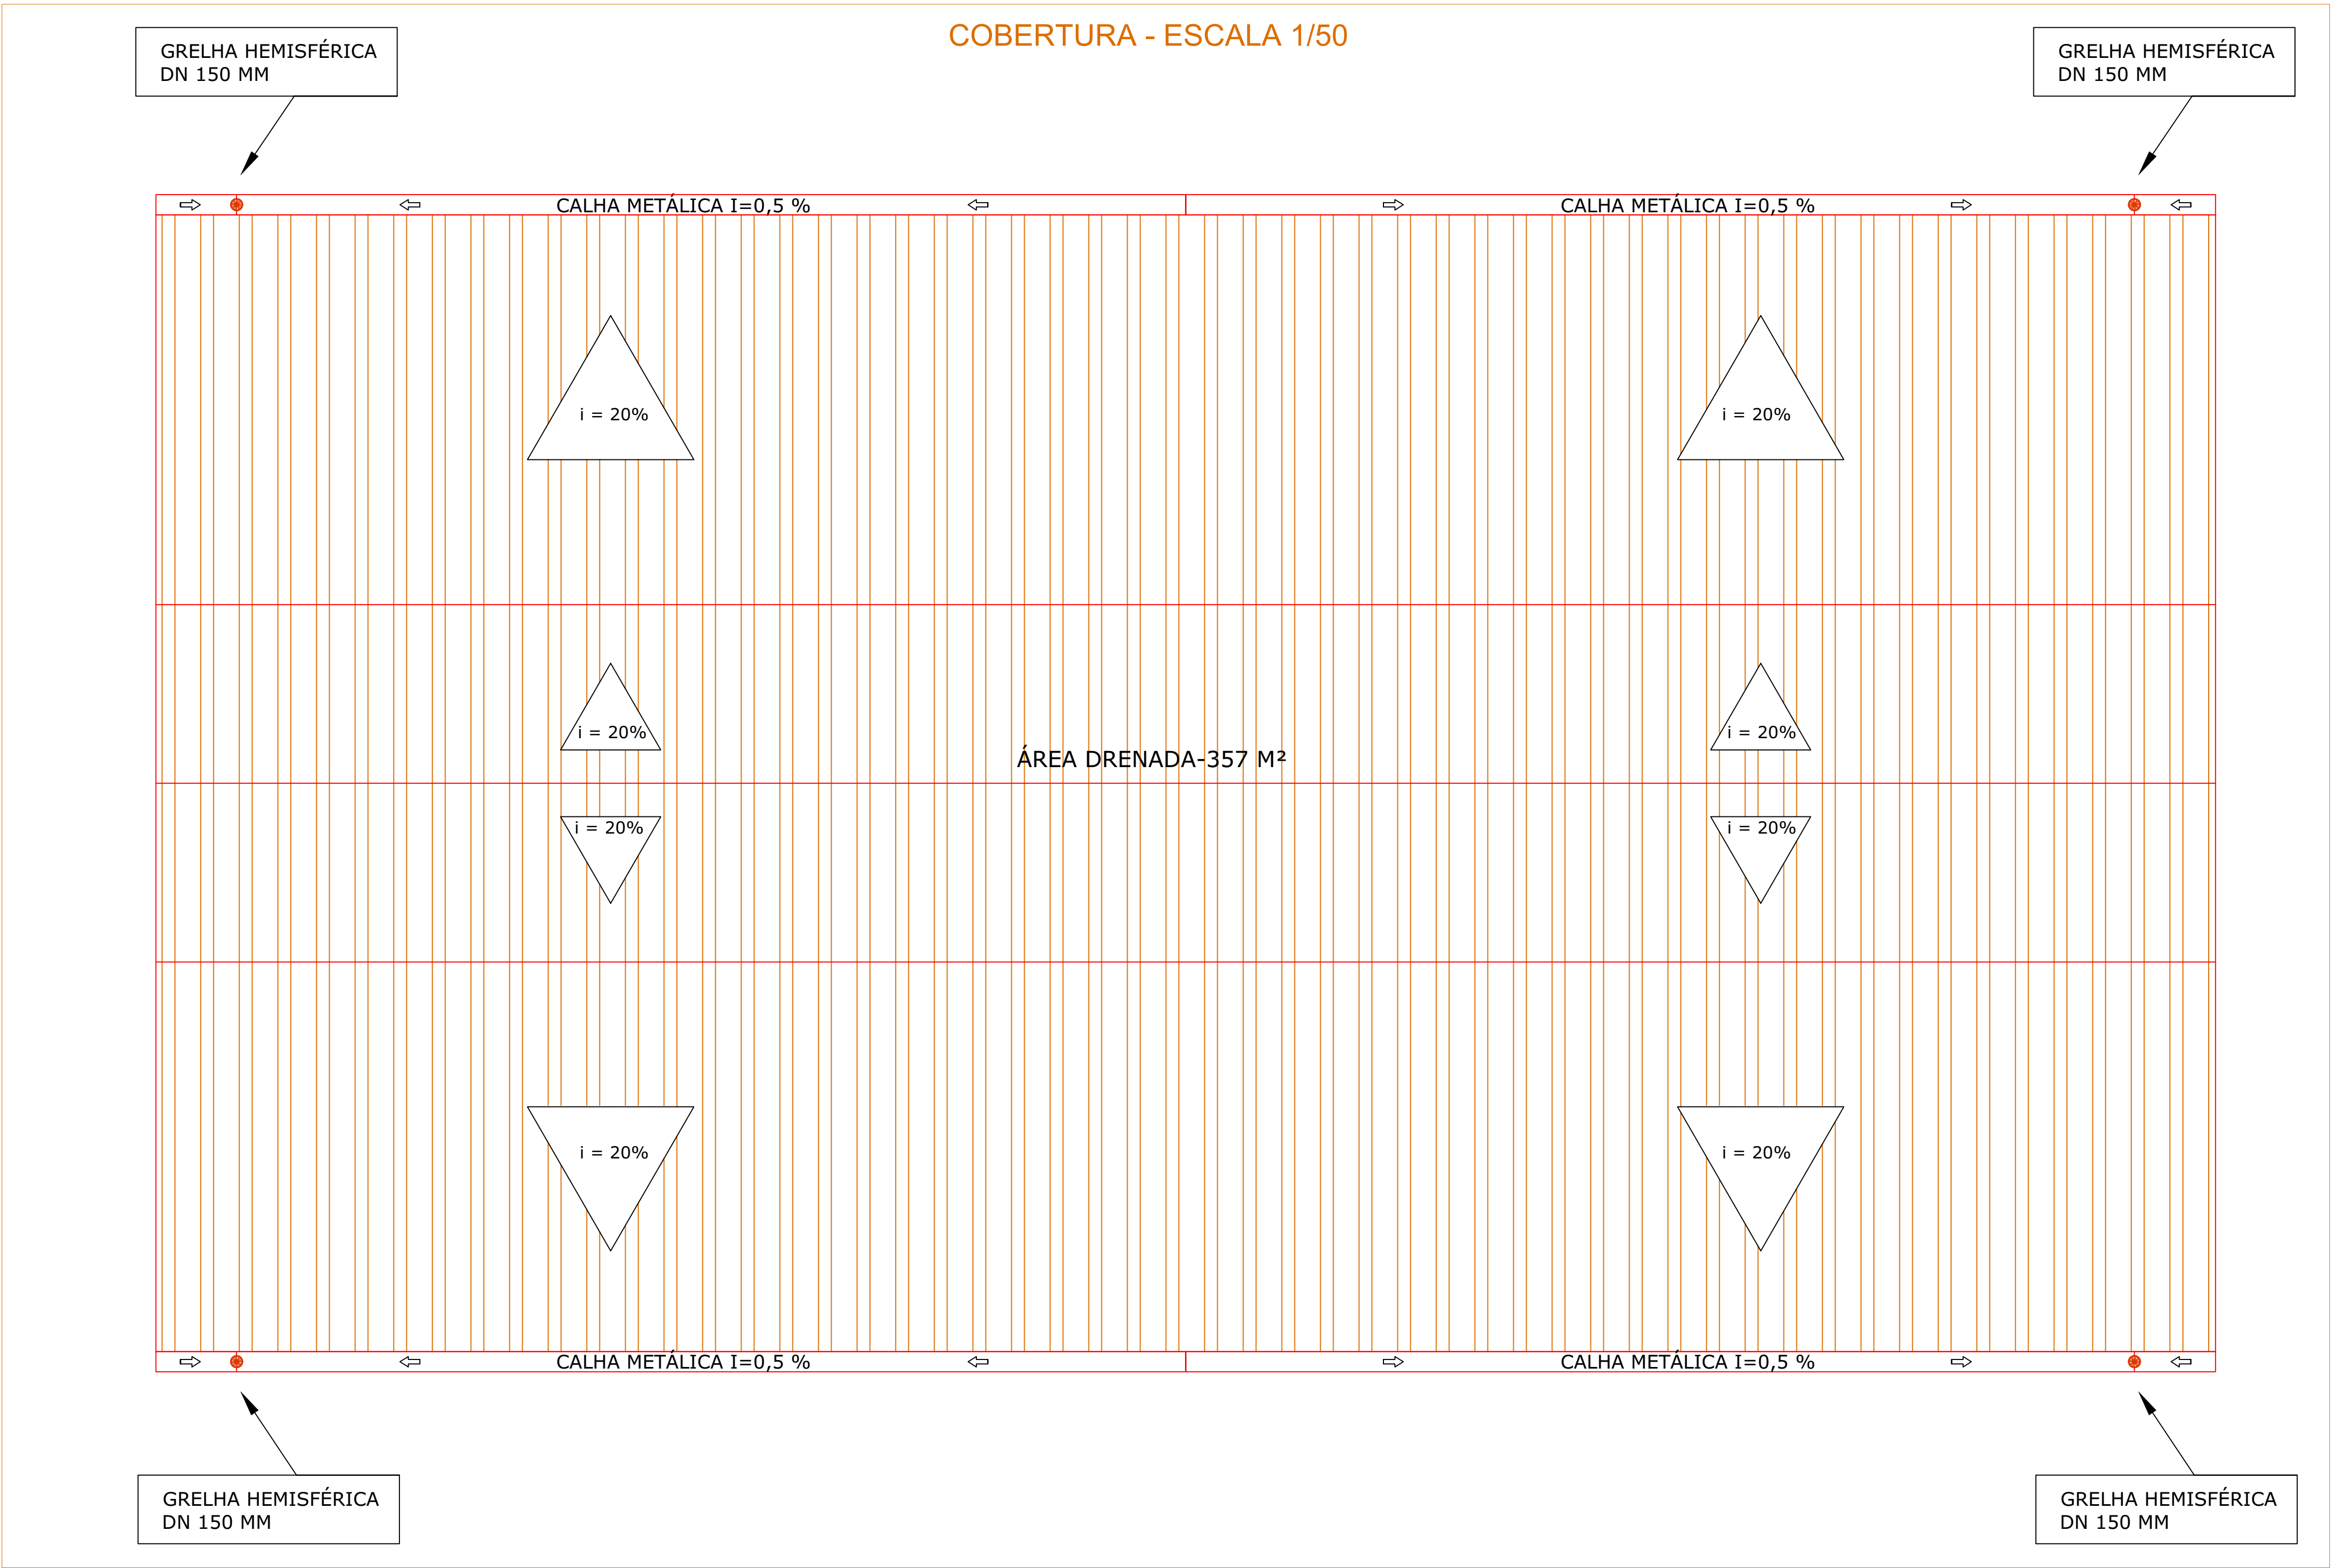 COBERTURA - ESCALA 1/50
GRELHA HEMISFÉRICA
DN 150 MM
GRELHA HEMISFÉRICA
DN 150 MM
CALHA METÁLICA I=0,5 %
CALHA METÁLICA I=0,5 %
i = 20%
i = 20%
i = 20%
i = 20%
ÁREA DRENADA-357 M²
i = 20%
i = 20%
i = 20%
i = 20%
CALHA METÁLICA I=0,5 %
CALHA METÁLICA I=0,5 %
GRELHA HEMISFÉRICA
DN 150 MM
GRELHA HEMISFÉRICA
DN 150 MM